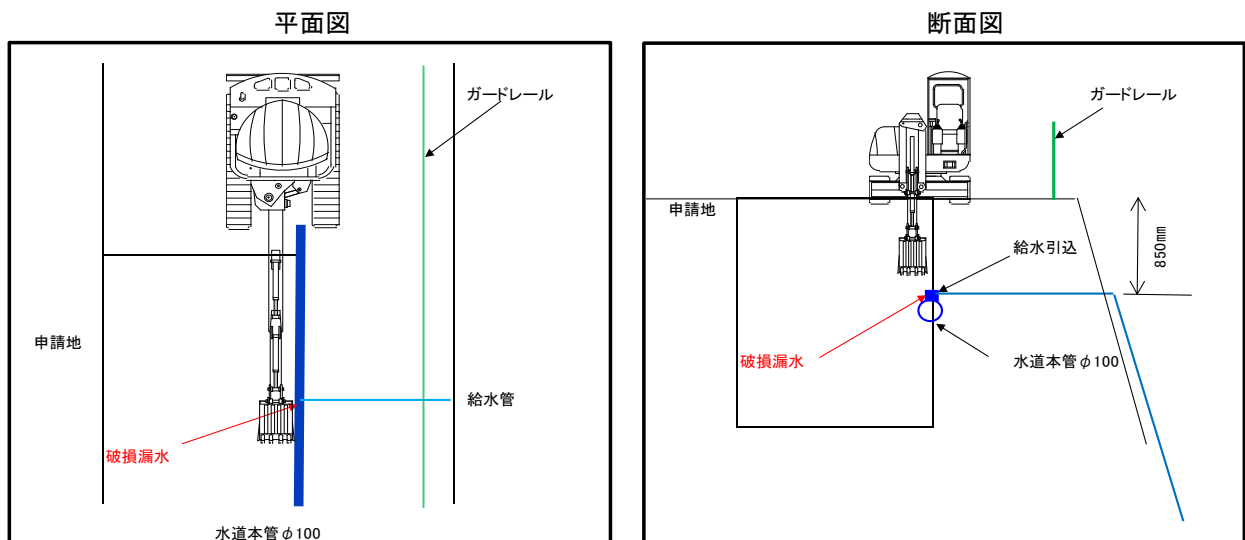 平面図
ガードレール
申請地
給水管
破損漏水
水道本管φ100
断面図
ガードレール
申請地
給水引込
850mm
破損漏水
水道本管φ100